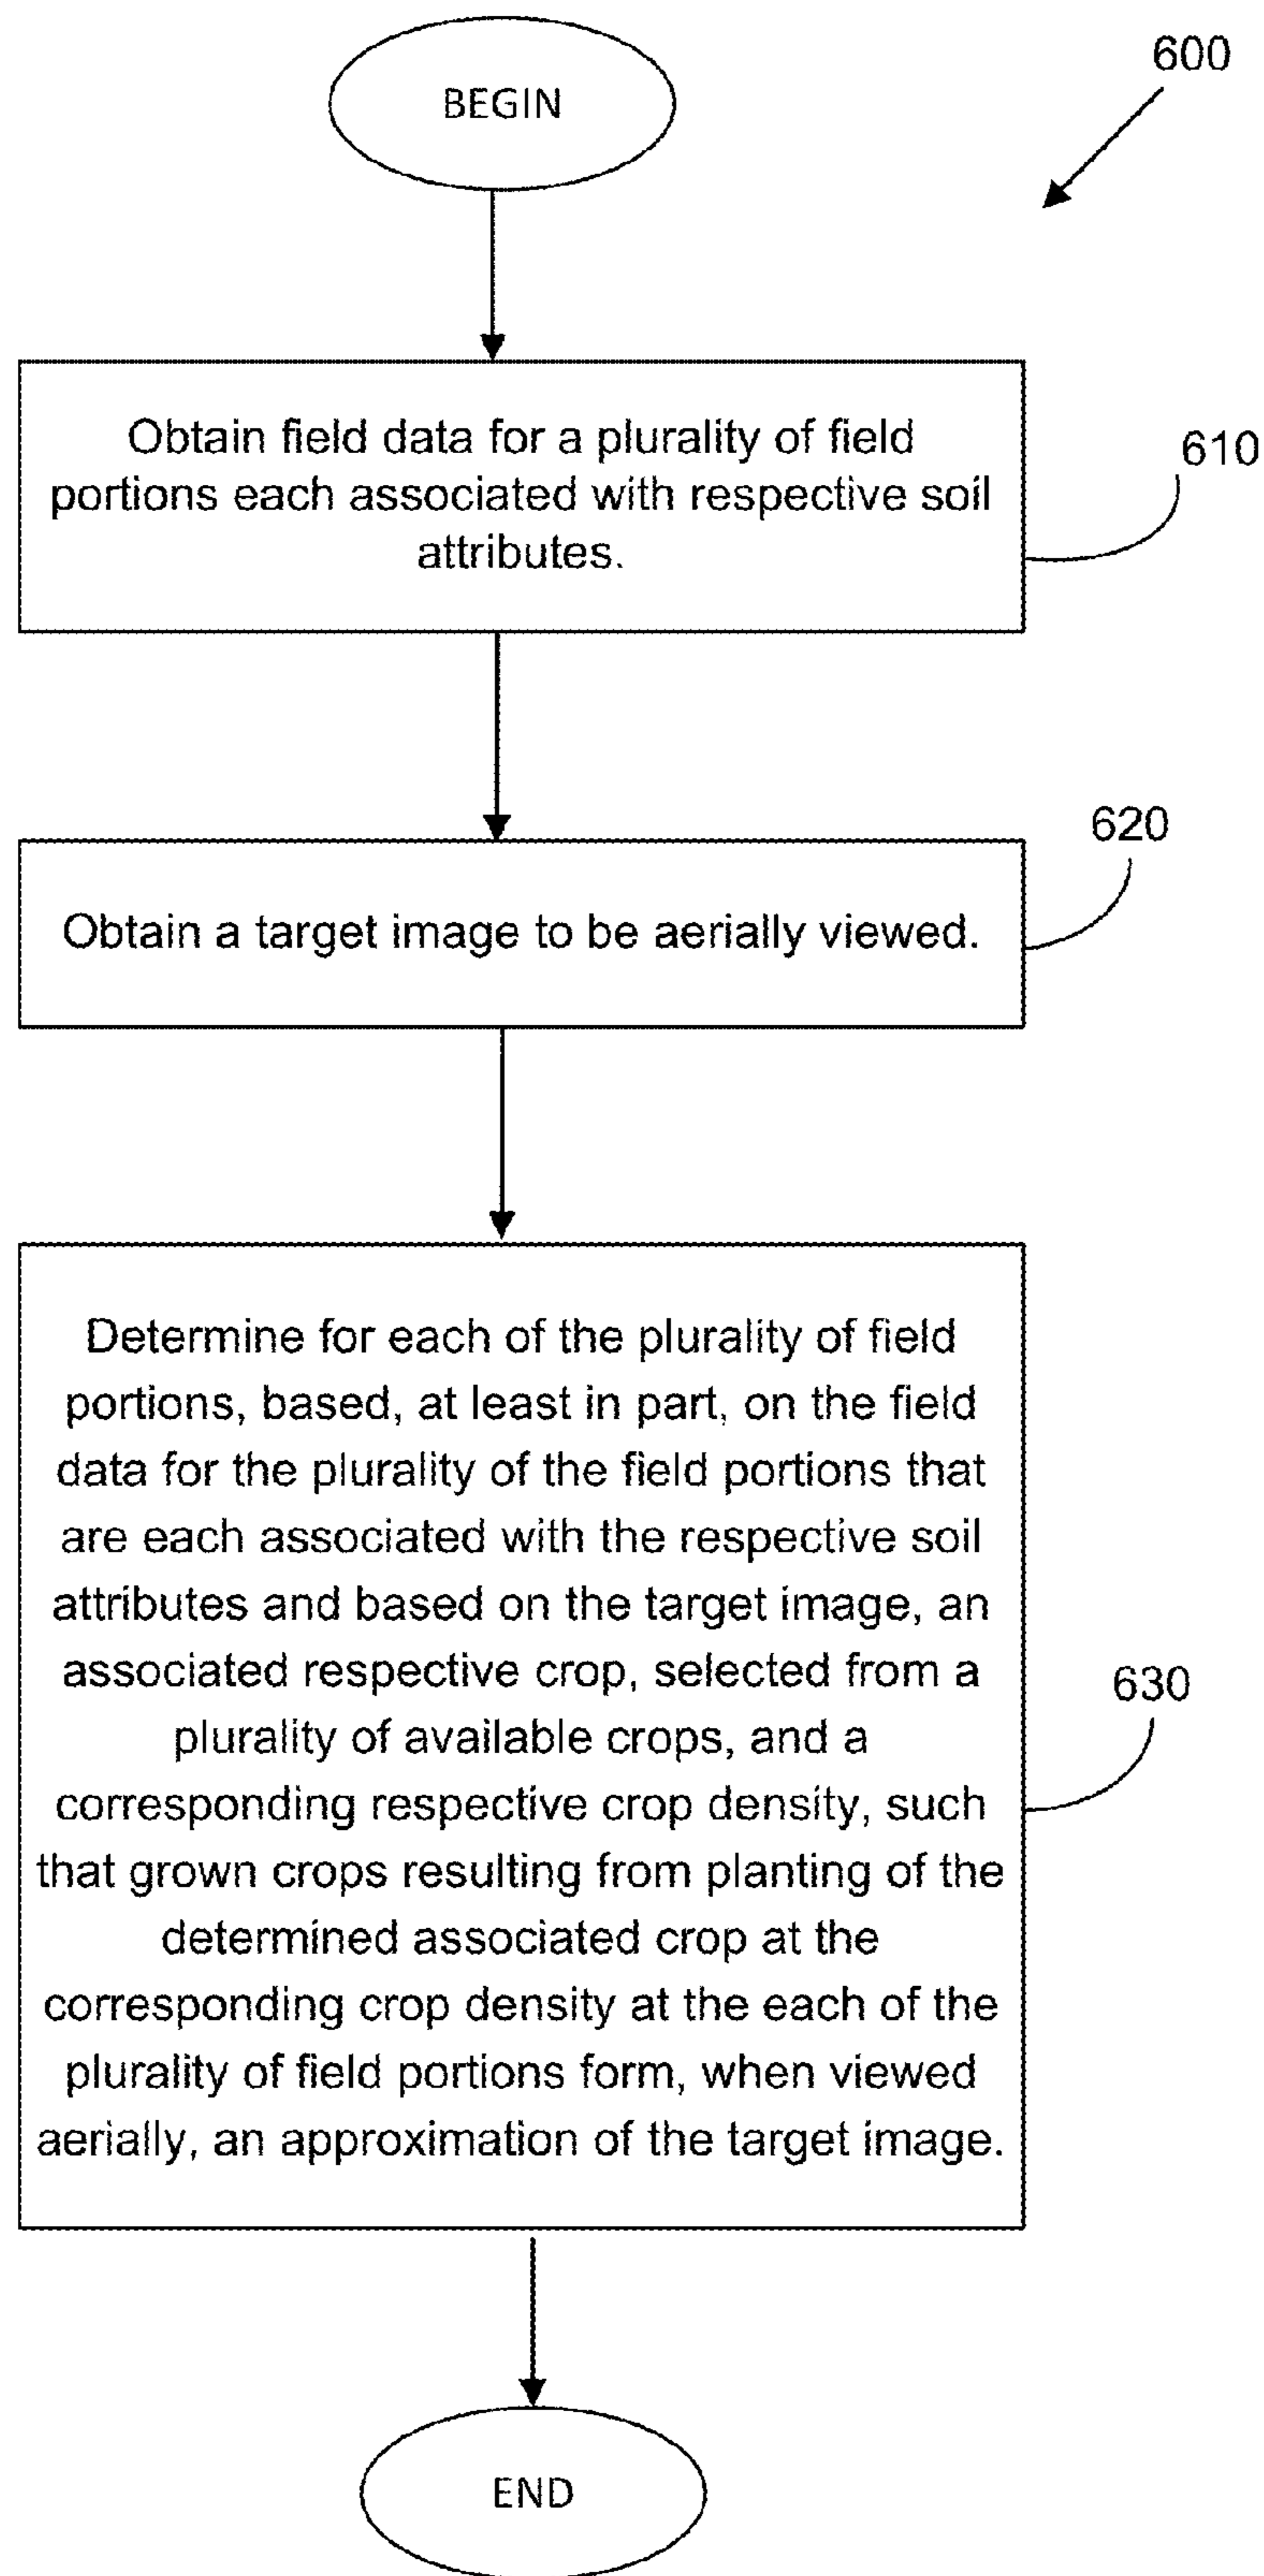 BEGIN
600
Obtain field data for a plurality of field
portions each associated with respective soil
attributes.
610
620
Obtain a target image to be aerially viewed.
Determine for each of the plurality of field
portions, based, at least in part, on the field
data for the plurality of the field portions that
are each associated with the respective soil
attributes and based on the target image, an
associated respective crop, selected from a
plurality of available crops, and a
corresponding respective crop density, such
that grown crops resulting from planting of the
determined associated crop at the
corresponding crop density at the each of the
plurality of field portions form, when viewed
aerially, an approximation of the target image.
630
END